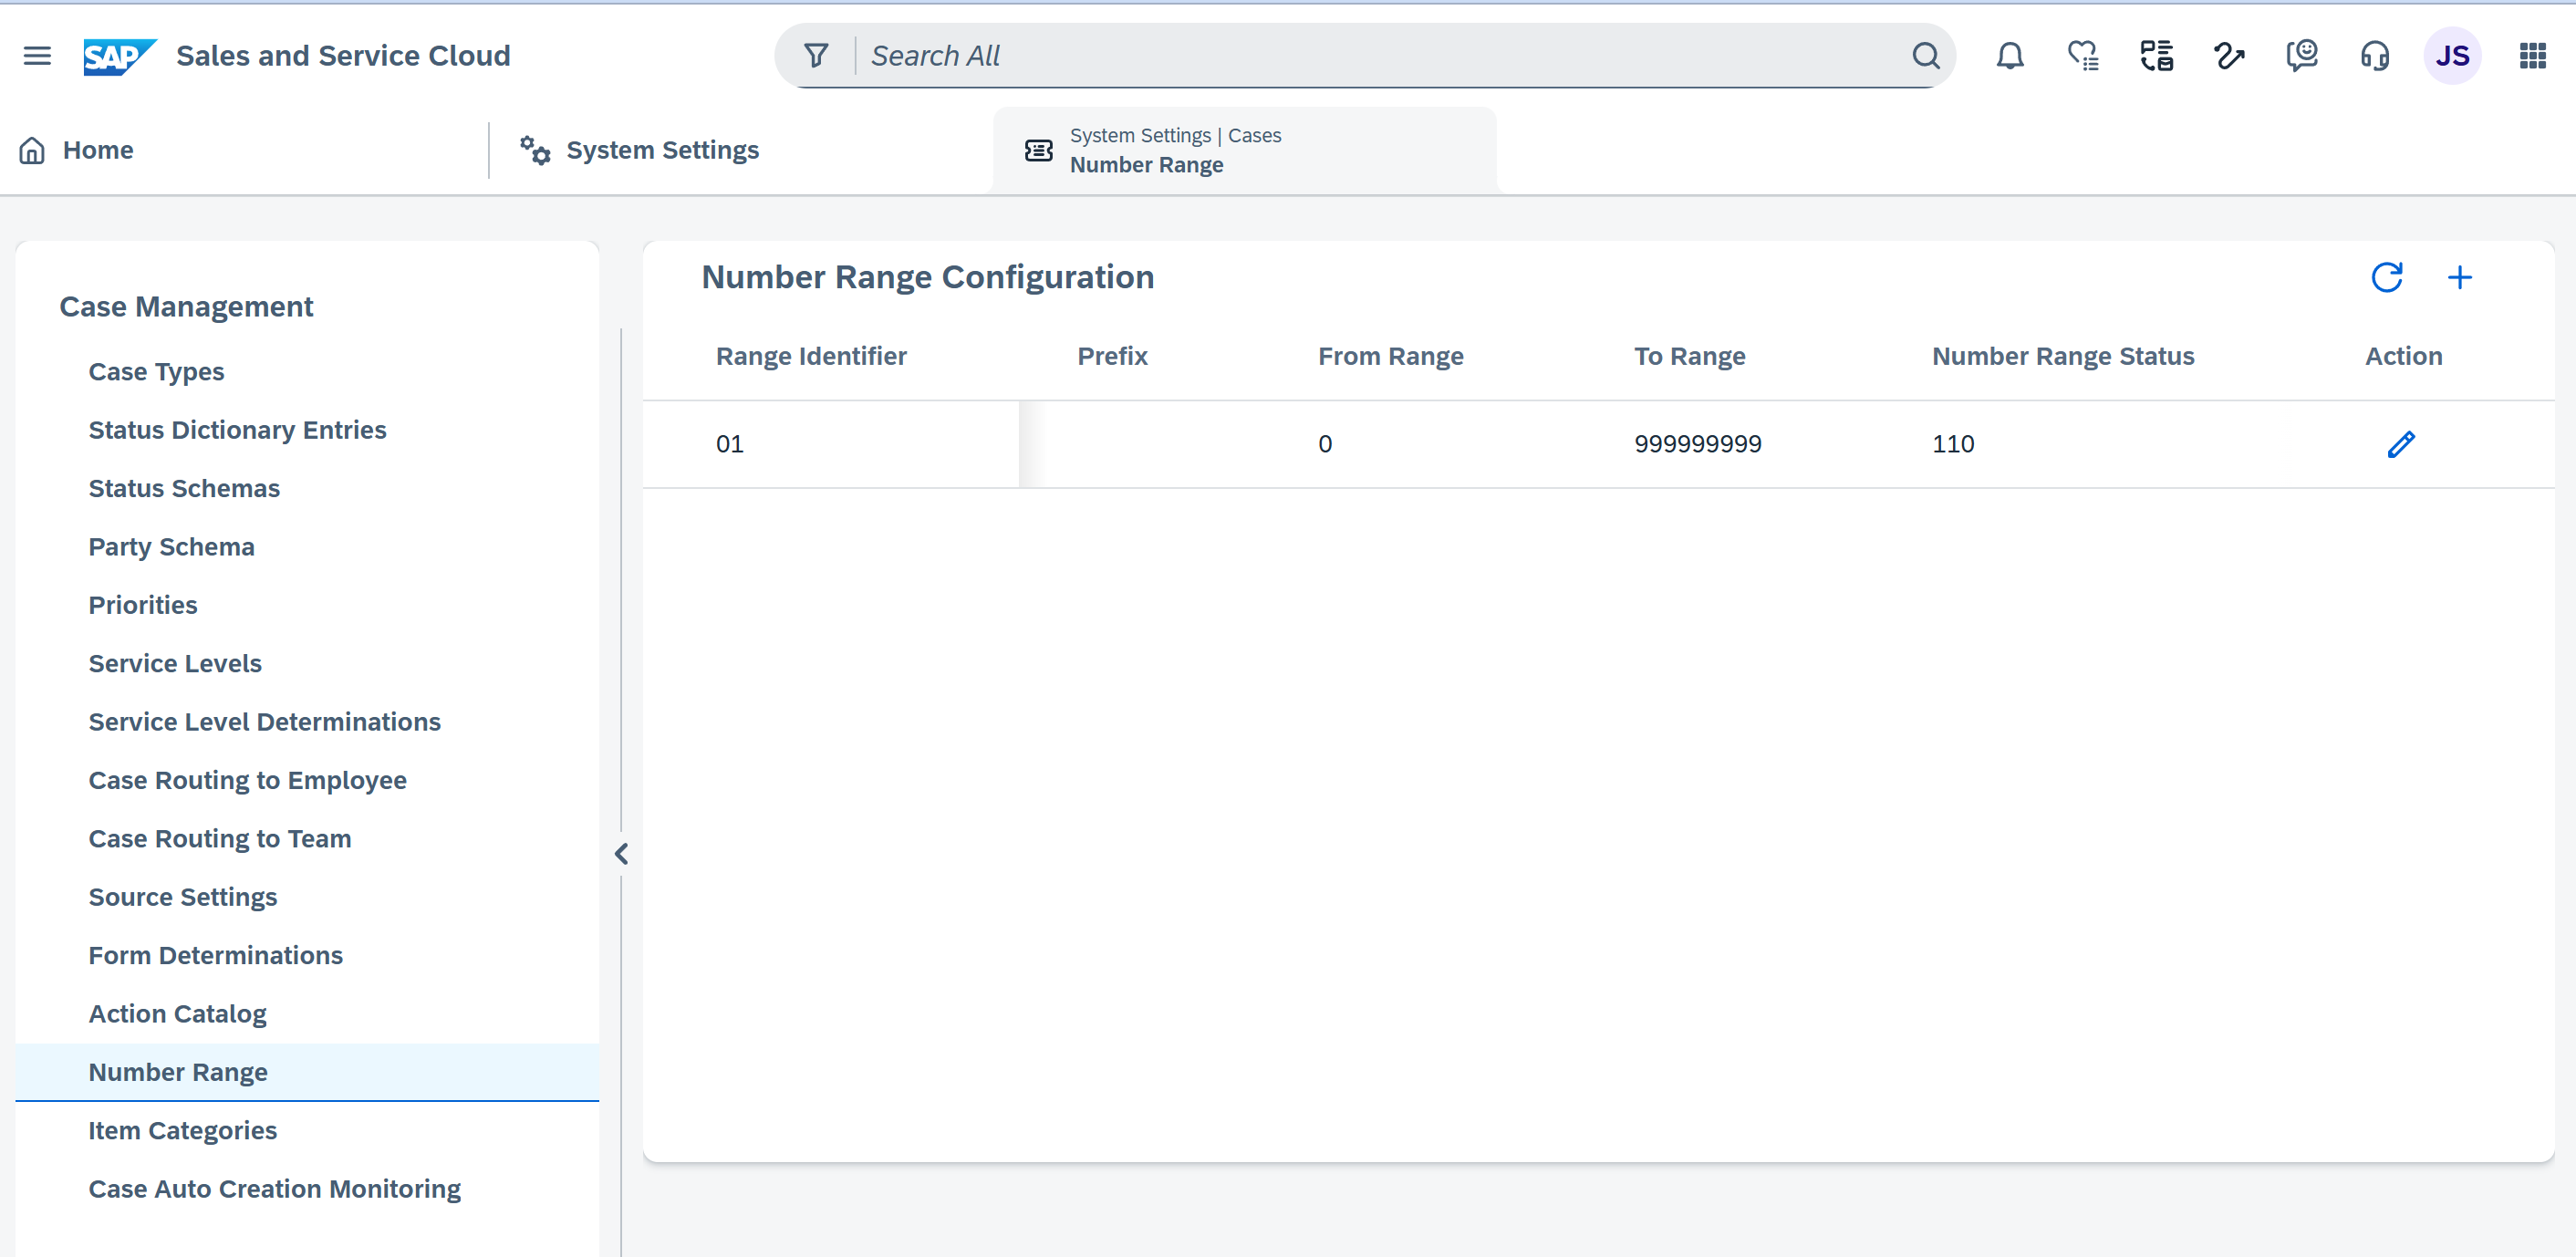 SAP Sales and Service Cloud
Search All
JS
Home
System Settings
System Settings | Cases
Number Range
Case Management
Case Types
Status Dictionary Entries
Status Schemas
Party Schema
Priorities
Service Levels
Service Level Determinations
Case Routing to Employee
Case Routing to Team
Source Settings
Form Determinations
Action Catalog
Number Range
Item Categories
Case Auto Creation Monitoring
Number Range Configuration
Range Identifier Prefix From Range To Range Number Range Status Action
01 0 999999999 110